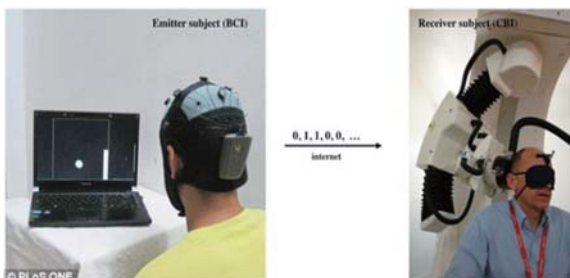 Emitter subject (BCI)
Receiver subject (CBI)
0, 1, 1, 0, 0, ...
internet
© PLoS ONE